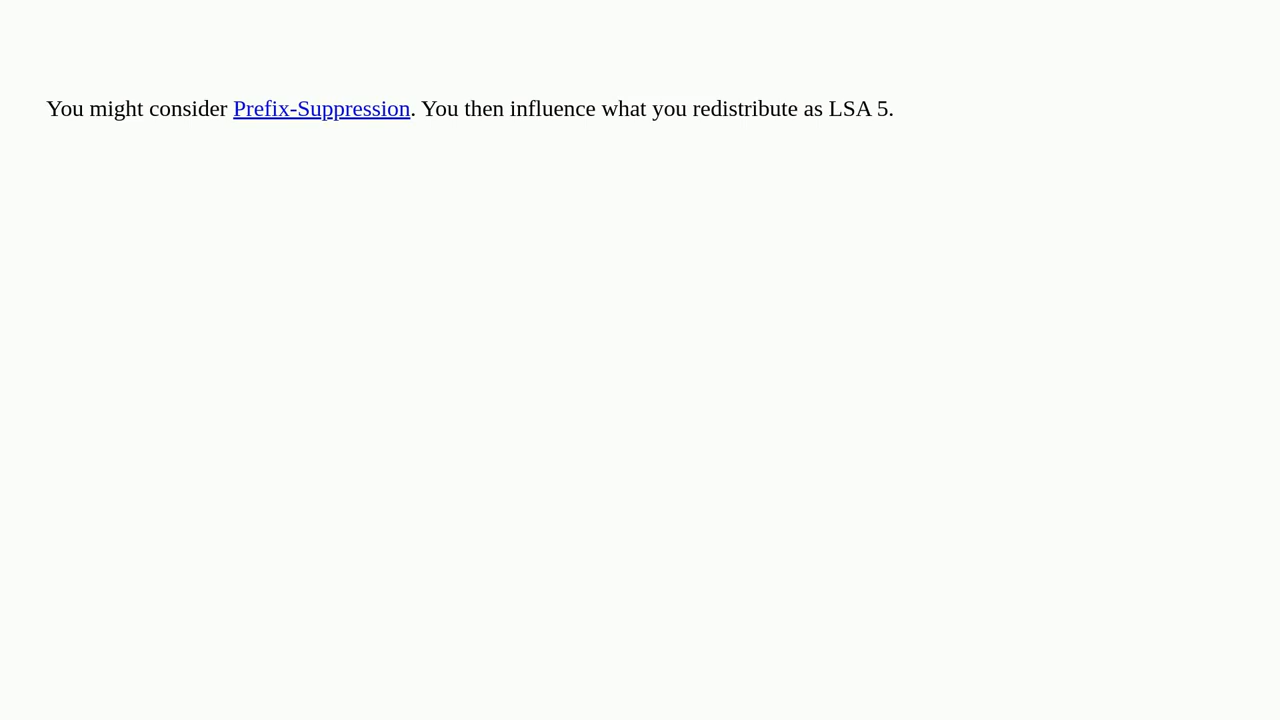 You might consider Prefix-Suppression. You then influence what you redistribute as LSA 5.